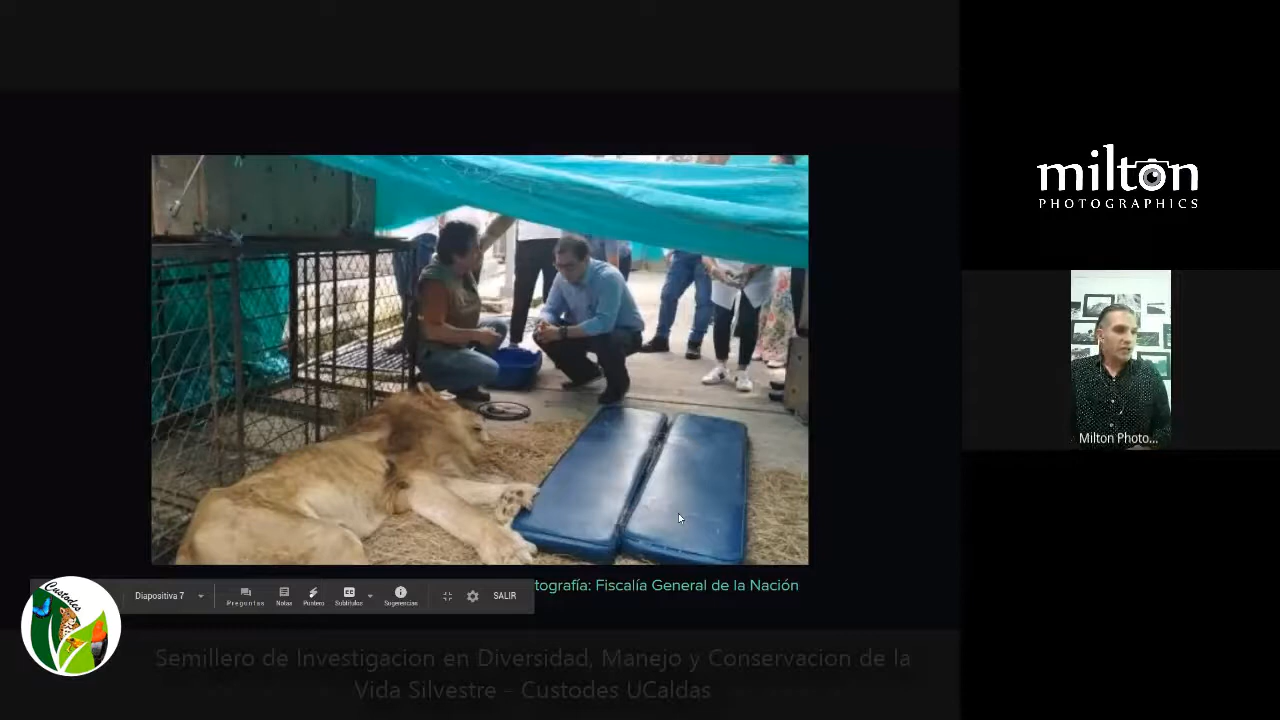 milton
PHOTOGRAPHICS
Milton Photo...
tografía: Fiscalía General de la Nación
Diapositiva 7
Preguntas
Notas
Puntero
Subtítulos
Sugerencias
SALIR
Custodes
Semillero de Investigacion en Diversidad, Manejo y Conservacion de la
Vida Silvestre - Custodes UCaldas